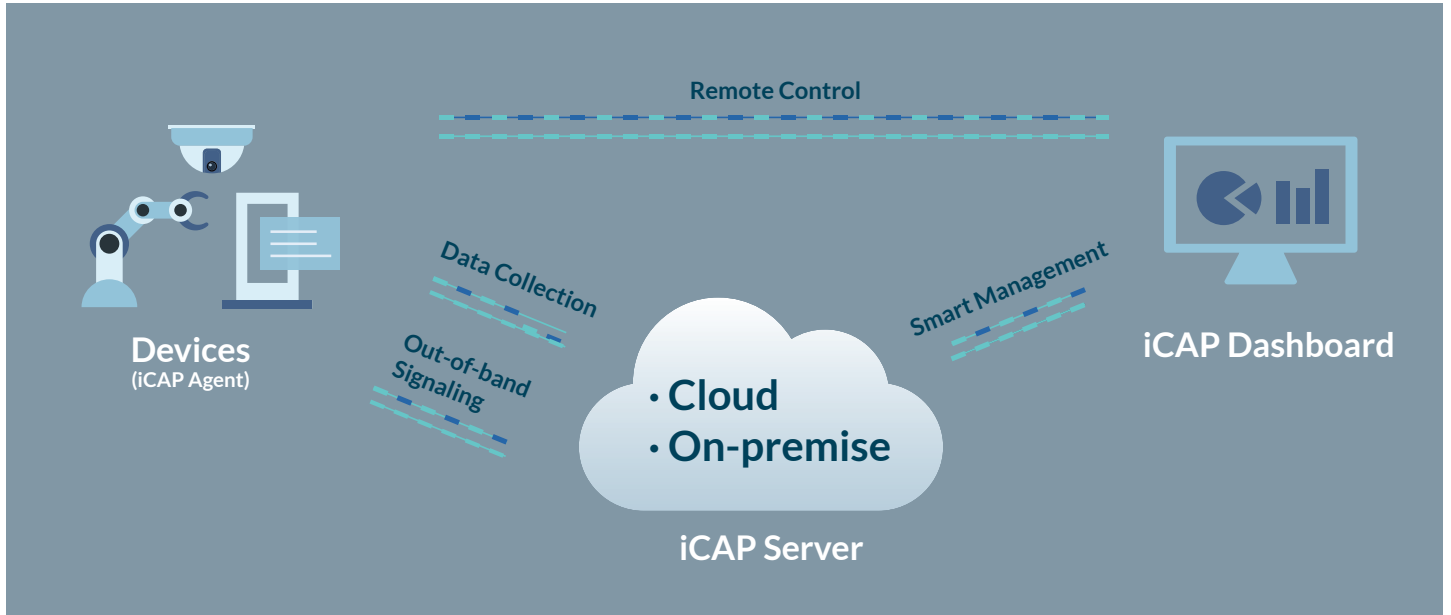 Remote Control
Data Collection
Out-of-band
Signaling
Smart Management
Devices
(iCAP Agent)
· Cloud
· On-premise
iCAP Dashboard
iCAP Server